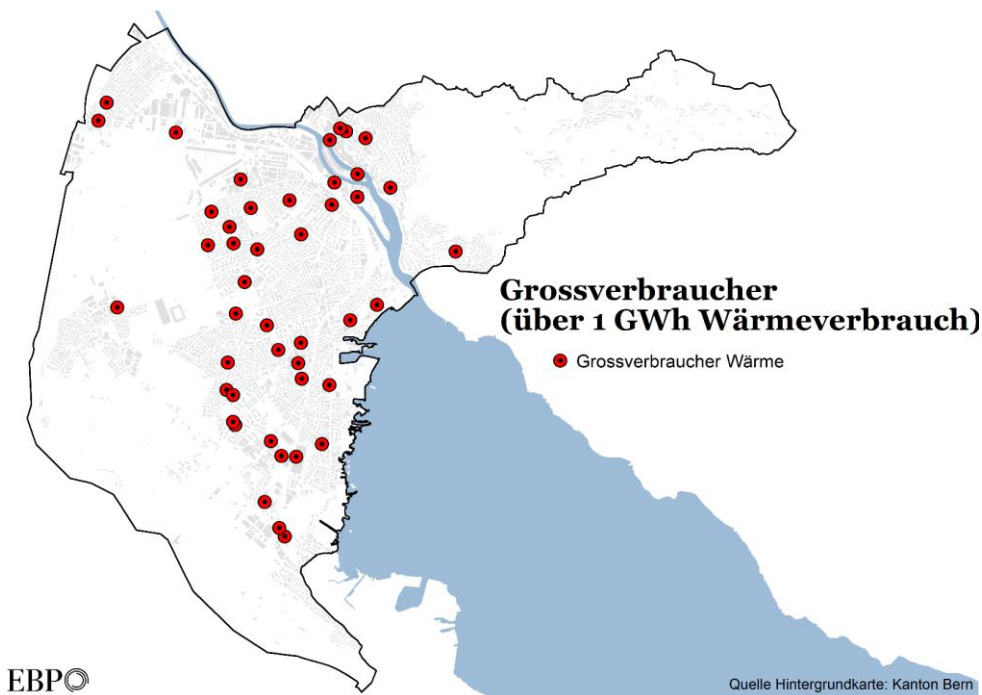 Grossverbraucher
(über 1 GWh Wärmeverbrauch)
Grossverbraucher Wärme
EBP
Quelle Hintergrundkarte: Kanton Bern